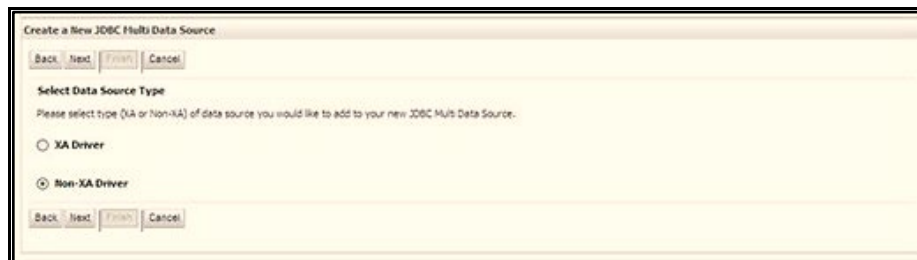 Create a New JDBC Multi Data Source
Back Next Finish Cancel
Select Data Source Type
Please select type (XA or Non-XA) of data source you would like to add to your new JDBC Multi Data Source.
XA Driver
Non-XA Driver
Back Next Finish Cancel